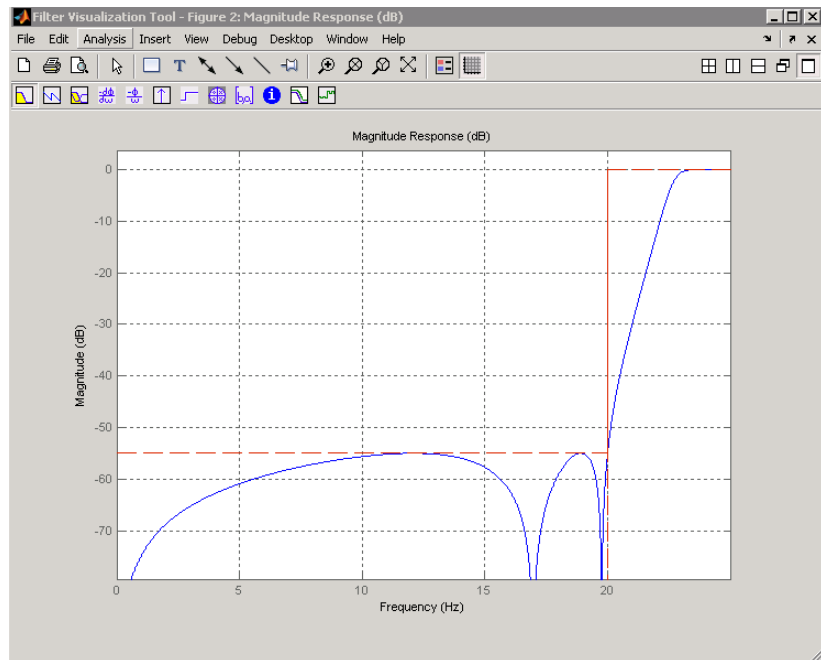 Filter Visualization Tool - Figure 2: Magnitude Response (dB)
File Edit Analysis Insert View Debug Desktop Window Help
T
[b,a]
i
Magnitude Response (dB)
0
-10
-20
-30
-40
-50
-60
-70
Magnitude (dB)
0 5 10 15 20
Frequency (Hz)